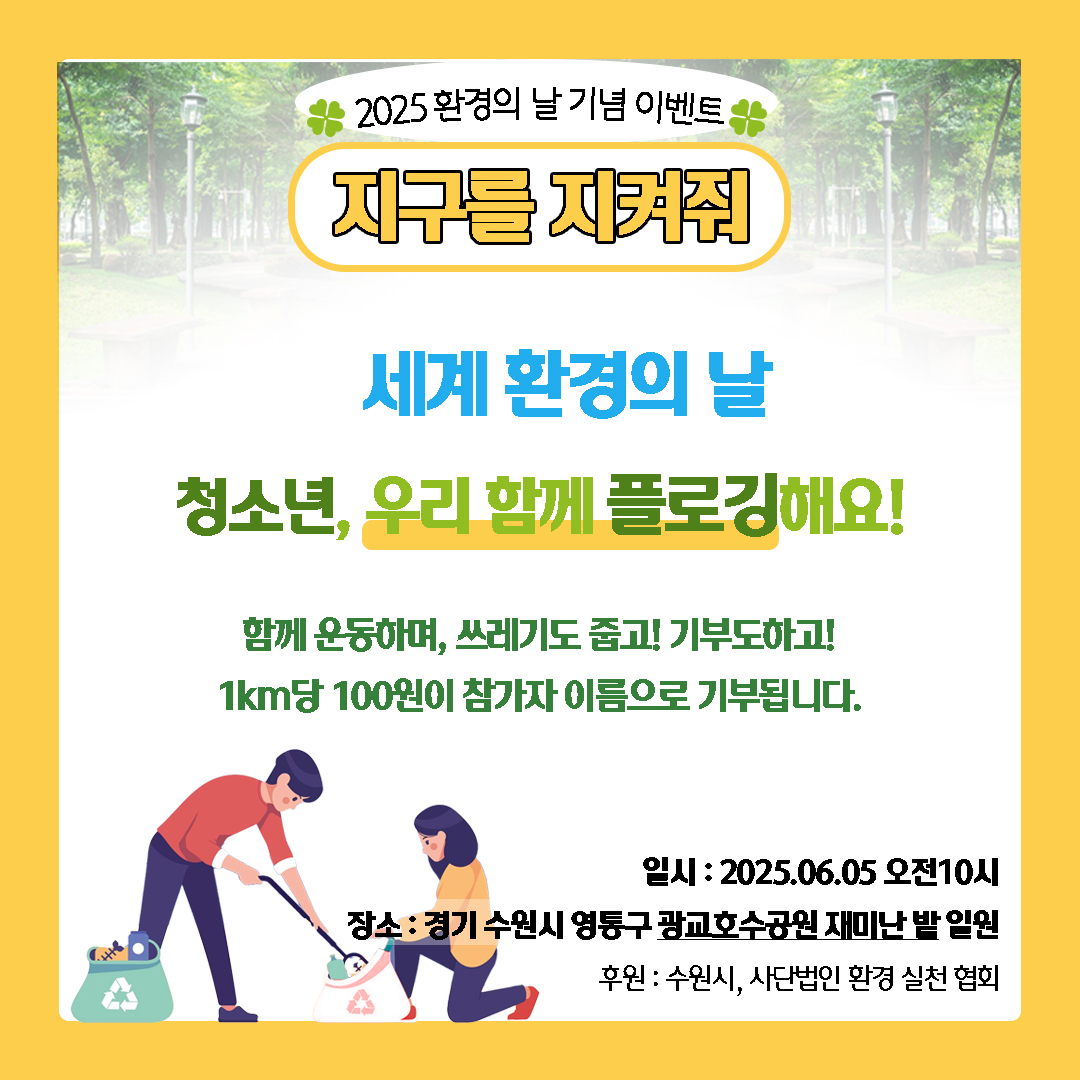 2025 환경의 날 기념 이벤트
지구를 지켜줘
세계 환경의 날
청소년, 우리 함께 플로깅해요!
함께 운동하며, 쓰레기도 줍고! 기부도하고!
1km당 100원이 참가자 이름으로 기부됩니다.
일시 : 2025.06.05 오전10시
장소 : 경기 수원시 영통구 광교호수공원 재미난 밭 일원
후원 : 수원시, 사단법인 환경 실천 협회